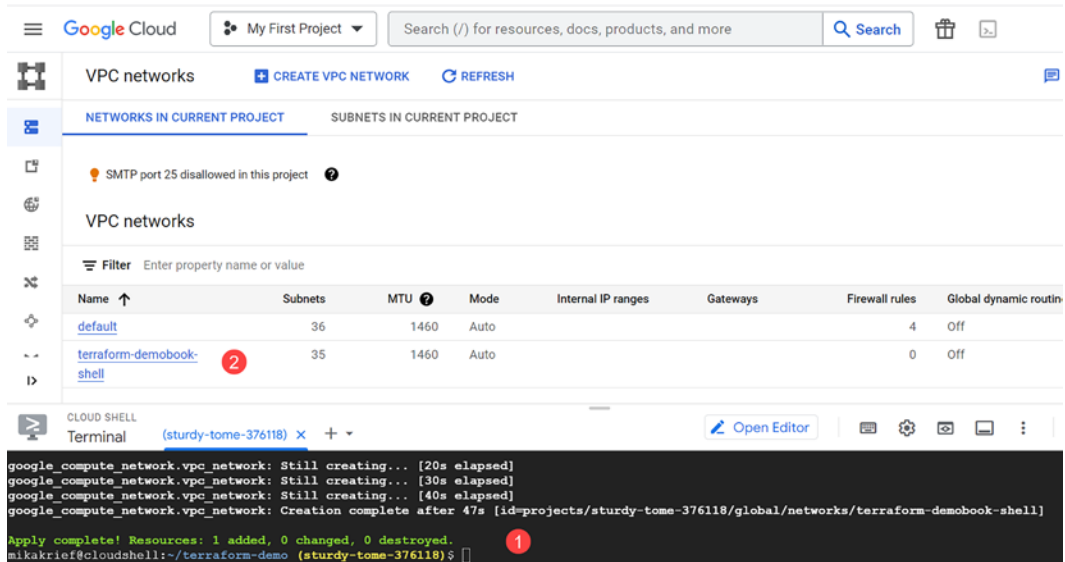 Google Cloud My First Project Search (/) for resources, docs, products, and more Search
VPC networks CREATE VPC NETWORK REFRESH
NETWORKS IN CURRENT PROJECT SUBNETS IN CURRENT PROJECT
SMTP port 25 disallowed in this project ?
VPC networks
Filter Enter property name or value
Name Subnets MTU ? Mode Internal IP ranges Gateways Firewall rules Global dynamic routin
default 36 1460 Auto 4 Off
terraform-demobook- 2 35 1460 Auto 0 Off
shell
CLOUD SHELL
Terminal (sturdy-tome-376118) Open Editor
google_compute_network.vpc_network: Still creating... [20s elapsed]
google_compute_network.vpc_network: Still creating... [30s elapsed]
google_compute_network.vpc_network: Still creating... [40s elapsed]
google_compute_network.vpc_network: Creation complete after 47s [id=projects/sturdy-tome-376118/global/networks/terraform-demobook-shell]
Apply complete! Resources: 1 added, 0 changed, 0 destroyed. 1
mikakrief@cloudshell:~/terraform-demo (sturdy-tome-376118)$